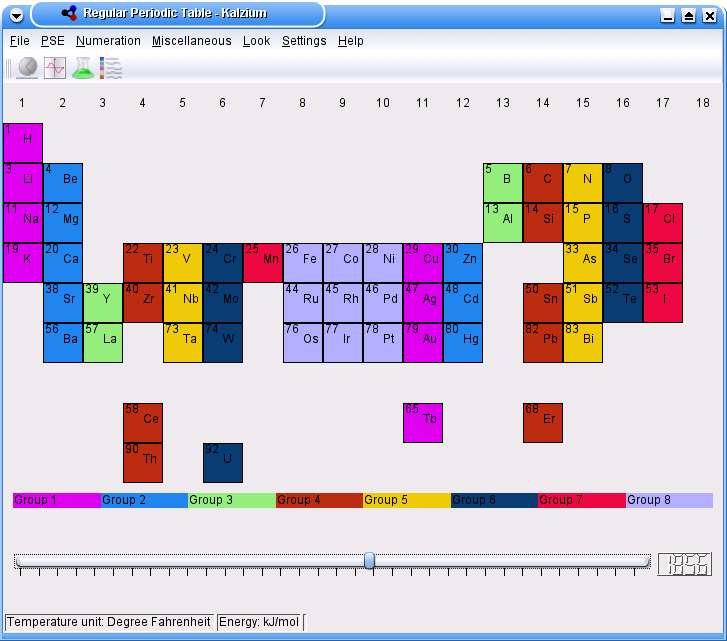 Regular Periodic Table - Kalzium
File PSE Numeration Miscellaneous Look Settings Help
1 2 3 4 5 6 7 8 9 10 11 12 13 14 15 16 17 18
1 H
3 Li 4 Be 5 B 6 C 7 N 8 O
11 Na 12 Mg 13 Al 14 Si 15 P 16 S 17 Cl
19 K 20 Ca 22 Ti 23 V 24 Cr 25 Mn 26 Fe 27 Co 28 Ni 29 Cu 30 Zn 33 As 34 Se 35 Br
38 Sr 39 Y 40 Zr 41 Nb 42 Mo 44 Ru 45 Rh 46 Pd 47 Ag 48 Cd 50 Sn 51 Sb 52 Te 53 I
56 Ba 57 La 73 Ta 74 W 76 Os 77 Ir 78 Pt 79 Au 80 Hg 82 Pb 83 Bi
58 Ce 65 Tb 68 Er
90 Th 92 U
Group 1 Group 2 Group 3 Group 4 Group 5 Group 6 Group 7 Group 8
1856
Temperature unit: Degree Fahrenheit Energy: kJ/mol